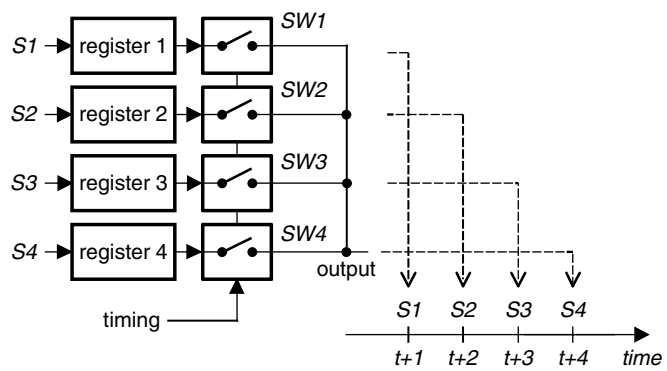 S1 register 1 SW1
S2 register 2 SW2
S3 register 3 SW3
S4 register 4 SW4
output
timing
S1 S2 S3 S4
t+1 t+2 t+3 t+4 time